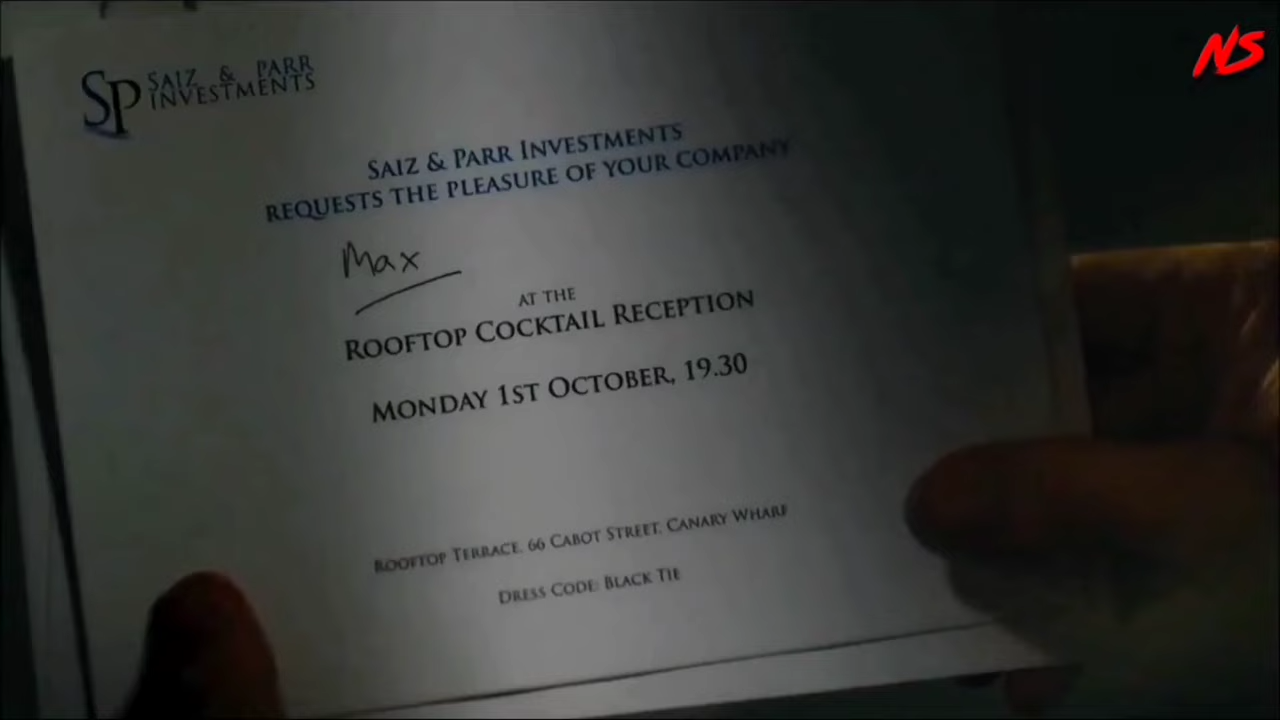 NS
SP SAIZ & PARR
INVESTMENTS
SAIZ & PARR INVESTMENTS
REQUESTS THE PLEASURE OF YOUR COMPANY
Max
AT THE
ROOFTOP COCKTAIL RECEPTION
MONDAY 1ST OCTOBER, 19.30
ROOFTOP TERRACE, 66 CABOT STREET, CANARY WHARF
DRESS CODE: BLACK TIE